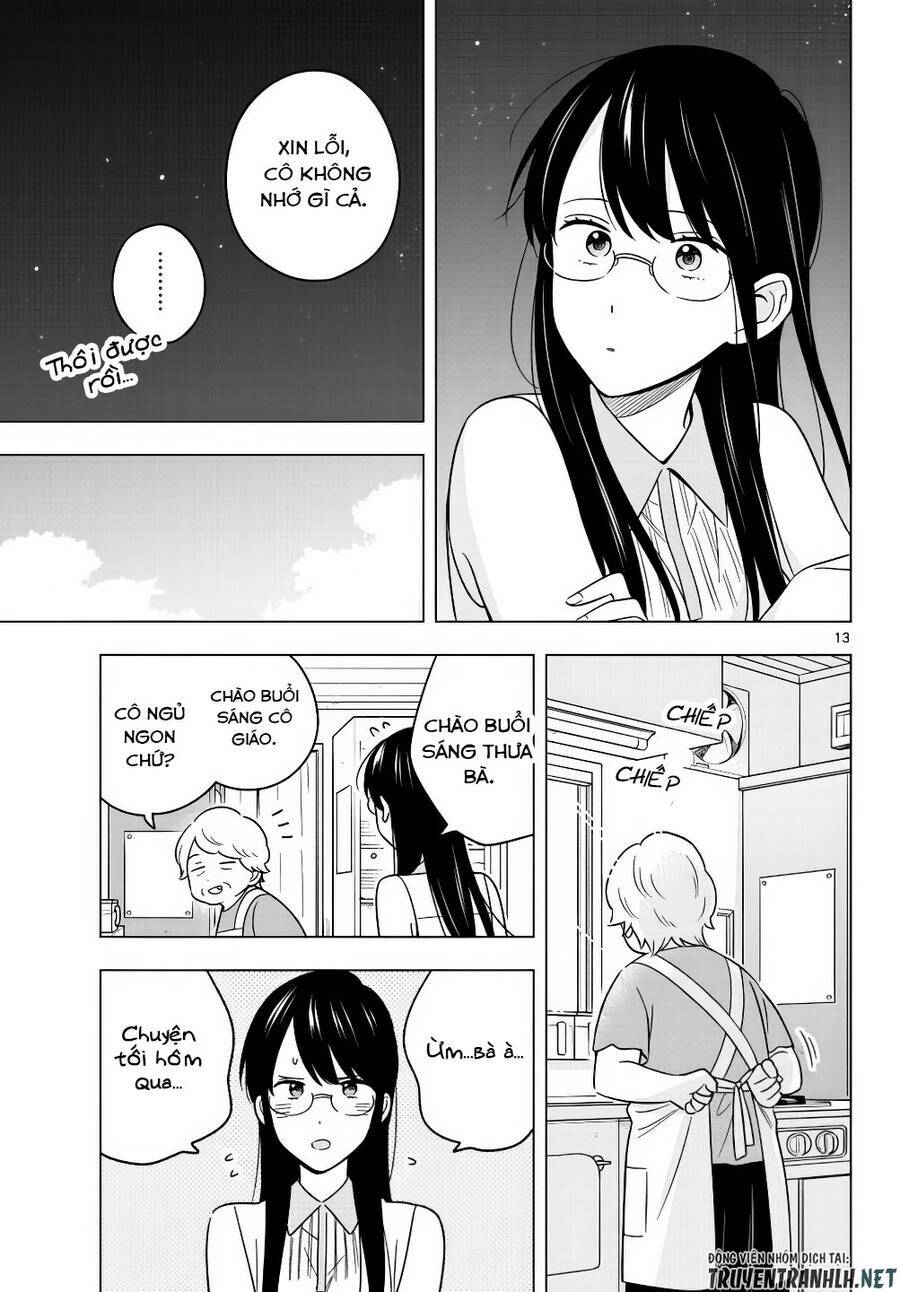 XIN LỖI,
CÔ KHÔNG
NHỚ GÌ CẢ.
.........
Thôi được
rồi...
13
CHIẾP
CHIẾP
CHÀO BUỔI
SÁNG THƯA
BÀ.
CHÀO BUỔI
SÁNG CÔ
GIÁO.
CÔ NGỦ
NGON
CHỨ?
Ừm...Bà à...
Chuyện
tối hôm
Qua...
ĐỘNG VIÊN NHÓM DỊCH TẠI:
TRUYENTRANHLH.NET